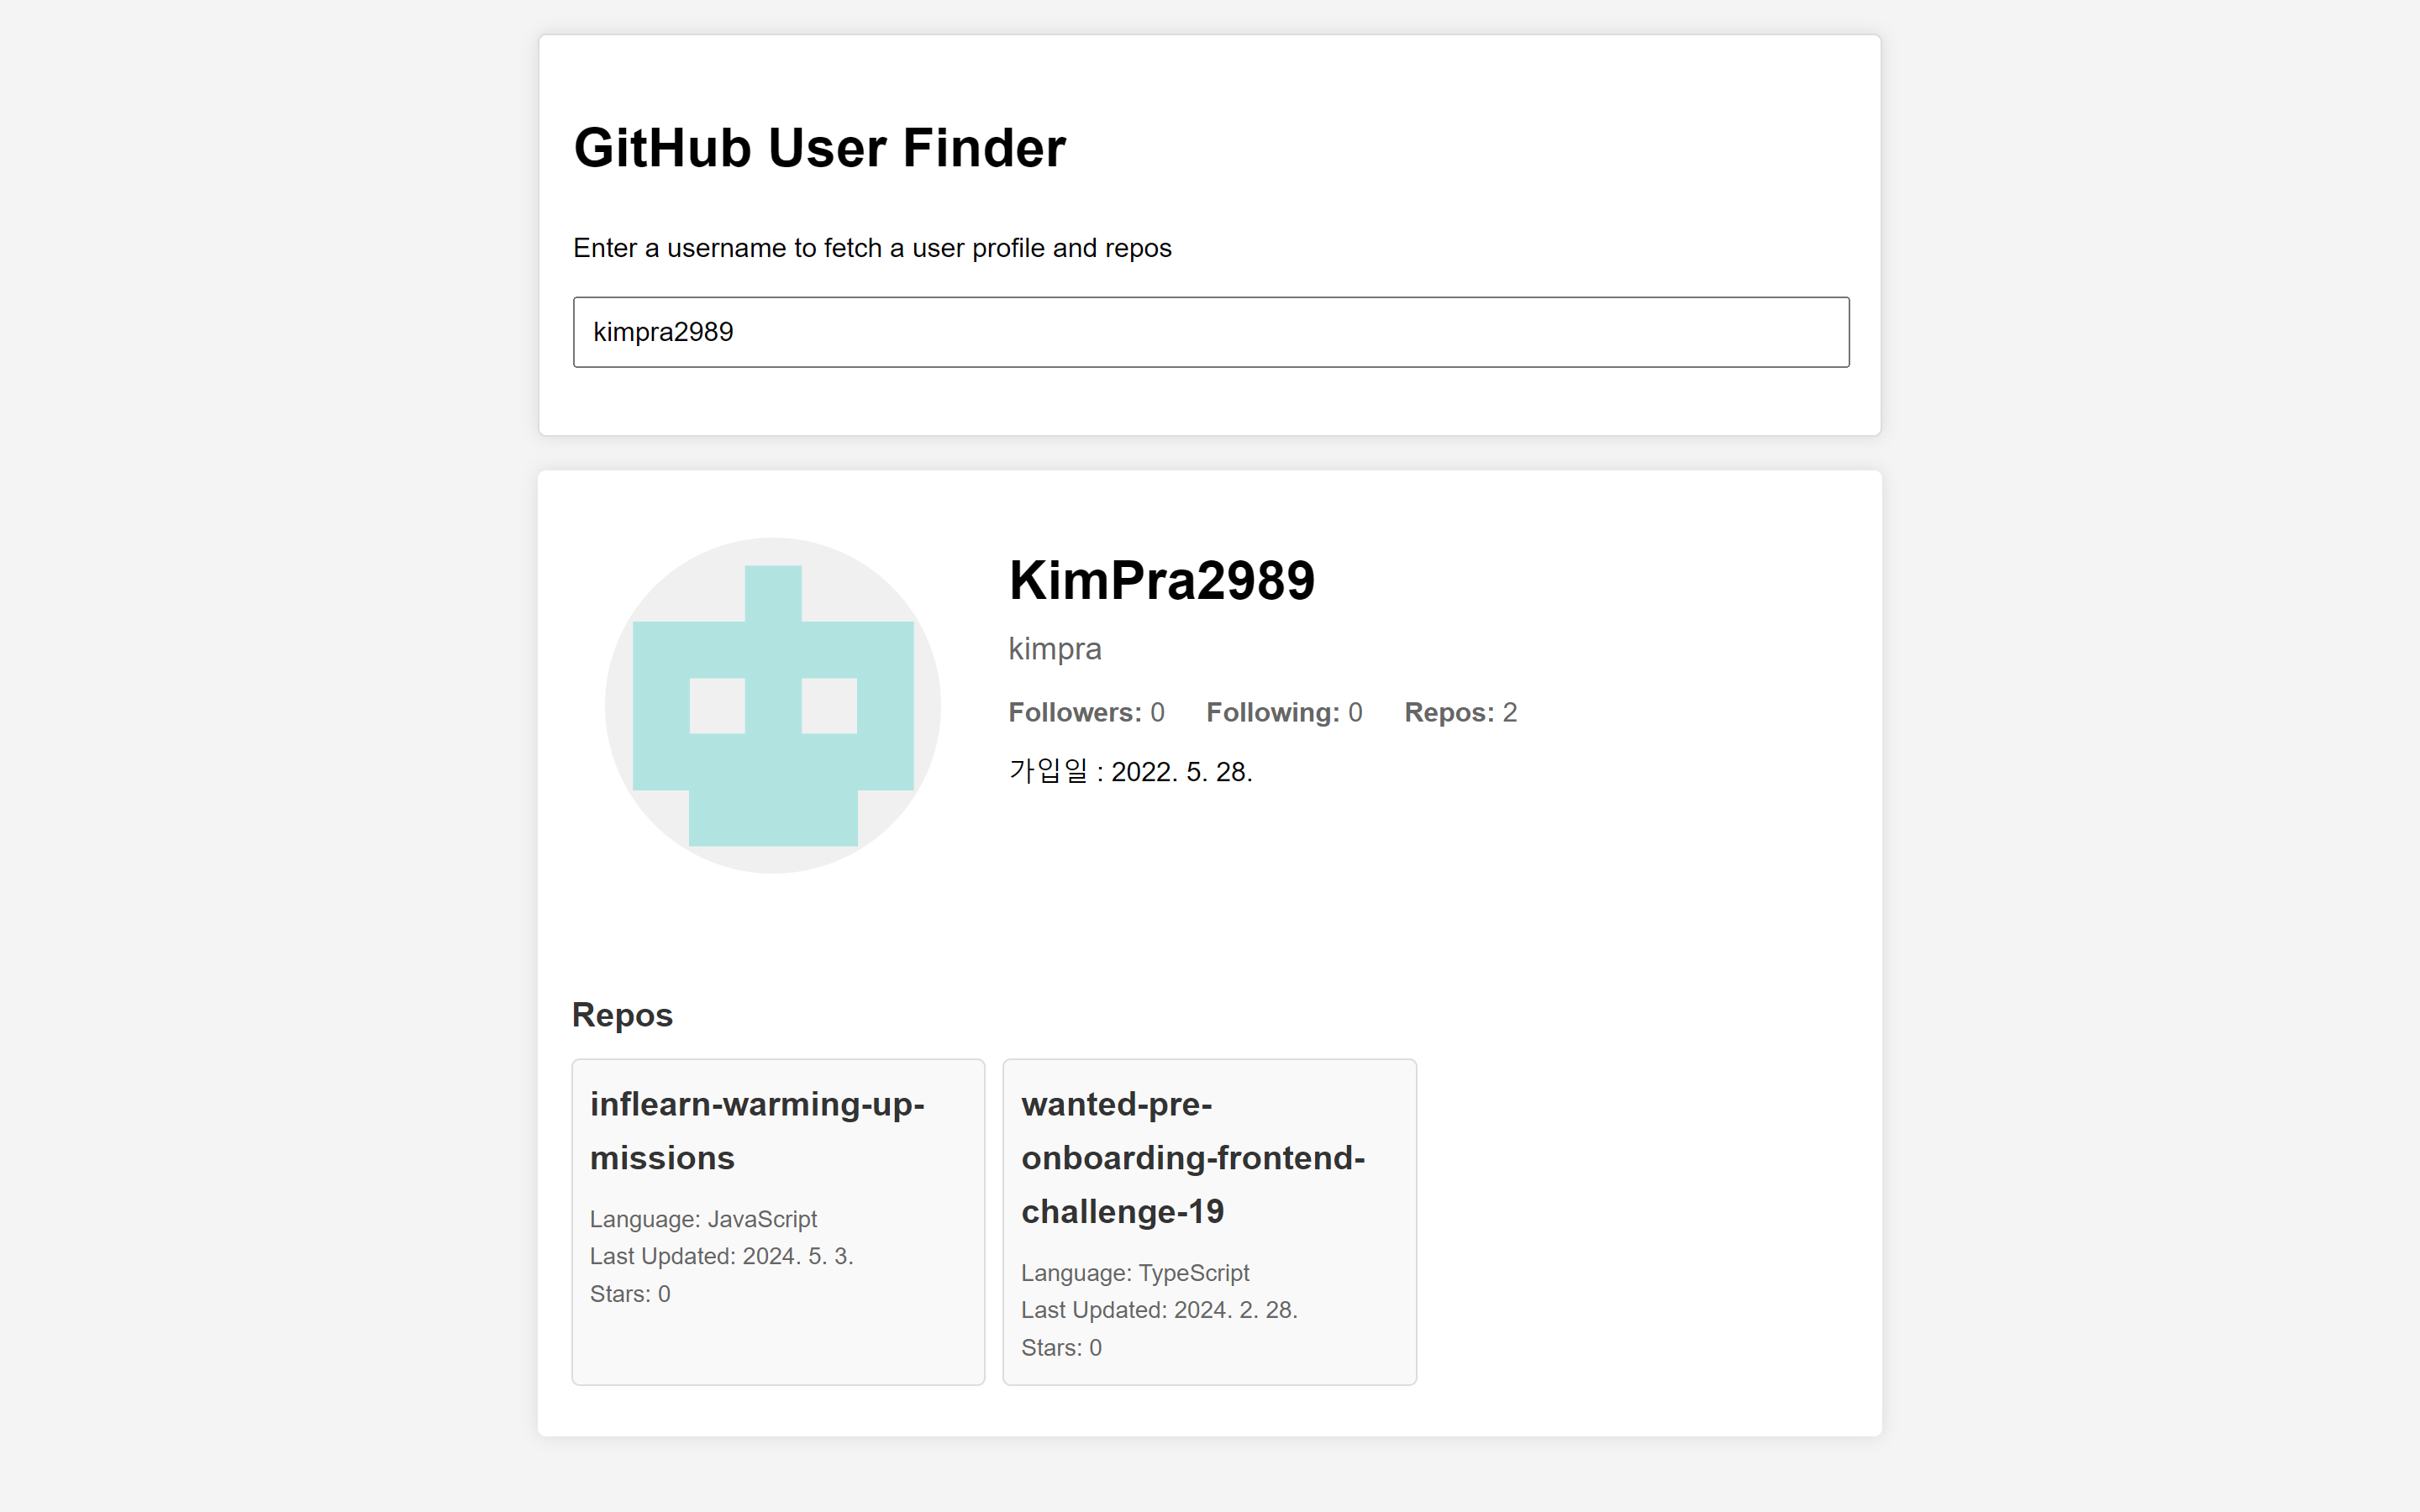 GitHub User Finder
Enter a username to fetch a user profile and repos
kimpra2989
KimPra2989
kimpra
Followers: 0 Following: 0 Repos: 2
가입일 : 2022. 5. 28.
Repos
inflearn-warming-up-
missions
Language: JavaScript
Last Updated: 2024. 5. 3.
Stars: 0
wanted-pre-
onboarding-frontend-
challenge-19
Language: TypeScript
Last Updated: 2024. 2. 28.
Stars: 0